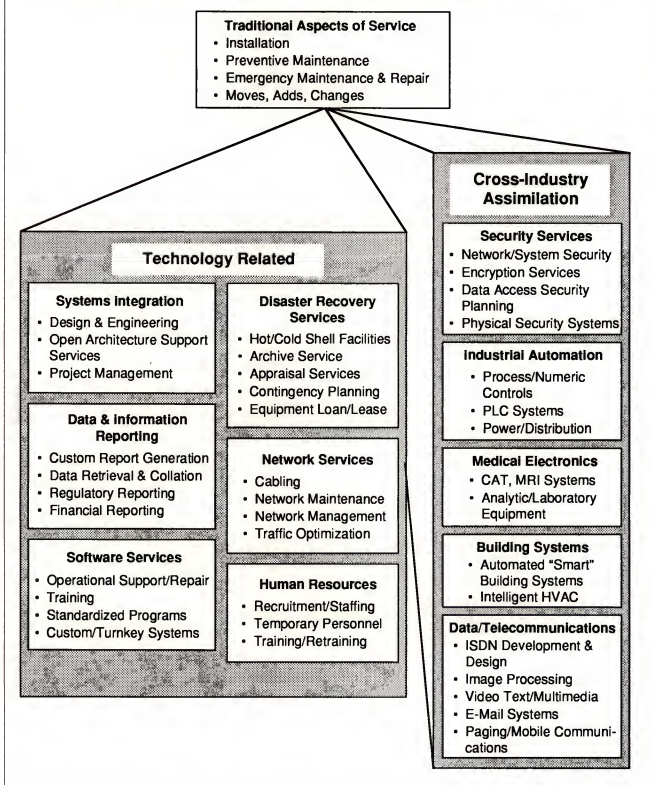 Traditional Aspects of Service
• Installation
• Preventive Maintenance
• Emergency Maintenance & Repair
• Moves, Adds, Changes
Technology Related
Systems Integration
• Design & Engineering
• Open Architecture Support
Services
• Project Management
Data & Information
Reporting
• Custom Report Generation
• Data Retrieval & Collation
• Regulatory Reporting
• Financial Reporting
Software Services
• Operational Support/Repair
• Training
• Standardized Programs
• Custom/Turnkey Systems
Disaster Recovery
Services
• Hot/Cold Shell Facilities
• Archive Service
• Appraisal Services
• Contingency Planning
• Equipment Loan/Lease
Network Services
• Cabling
• Network Maintenance
• Network Management
• Traffic Optimization
Human Resources
• Recruitment/Staffing
• Temporary Personnel
• Training/Retraining
Cross-Industry
Assimilation
Security Services
• Network/System Security
• Encryption Services
• Data Access Security
Planning
• Physical Security Systems
Industrial Automation
• Process/Numeric
Controls
• PLC Systems
• Power/Distribution
Medical Electronics
• CAT, MRI Systems
• Analytic/Laboratory
Equipment
Building Systems
• Automated “Smart”
Building Systems
• Intelligent HVAC
Data/Telecommunications
• ISDN Development &
Design
• Image Processing
• Video Text/Multimedia
• E-Mail Systems
• Paging/Mobile Communi-
cations